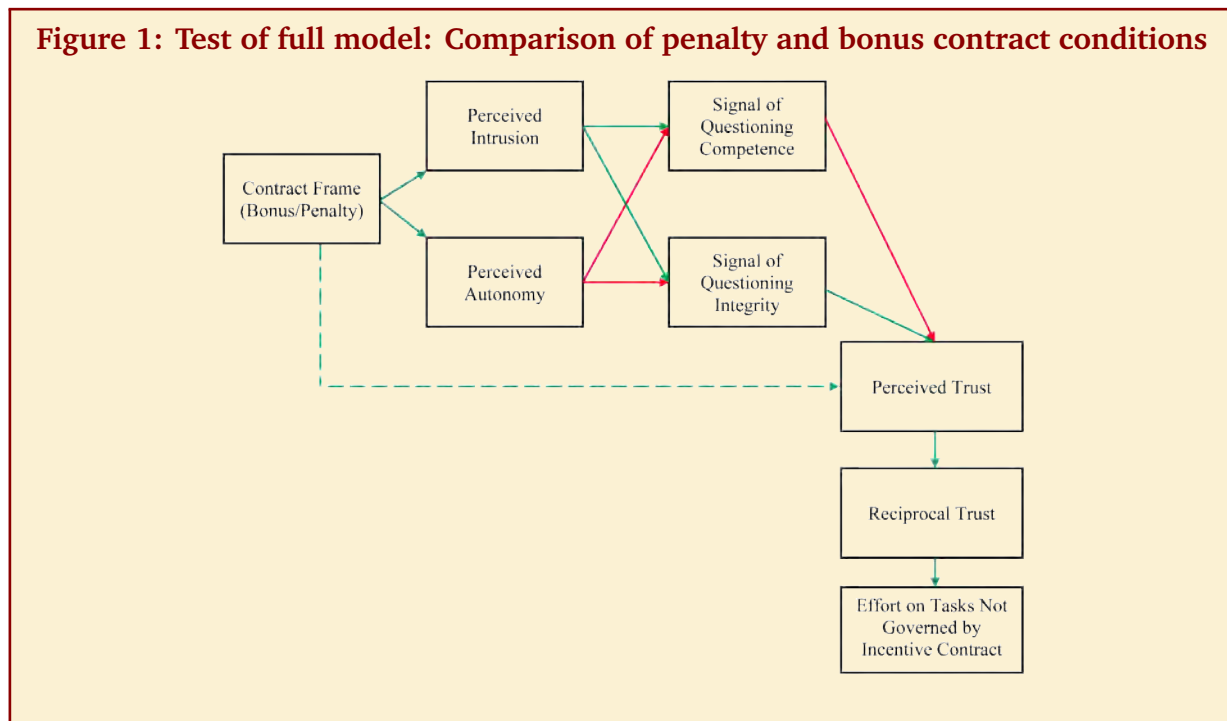 Figure 1: Test of full model: Comparison of penalty and bonus contract conditions
Perceived
Intrusion
Signal of
Questioning
Competence
Contract Frame
(Bonus/Penalty)
Perceived
Autonomy
Signal of
Questioning
Integrity
Perceived Trust
Reciprocal Trust
Effort on Tasks Not
Governed by
Incentive Contract